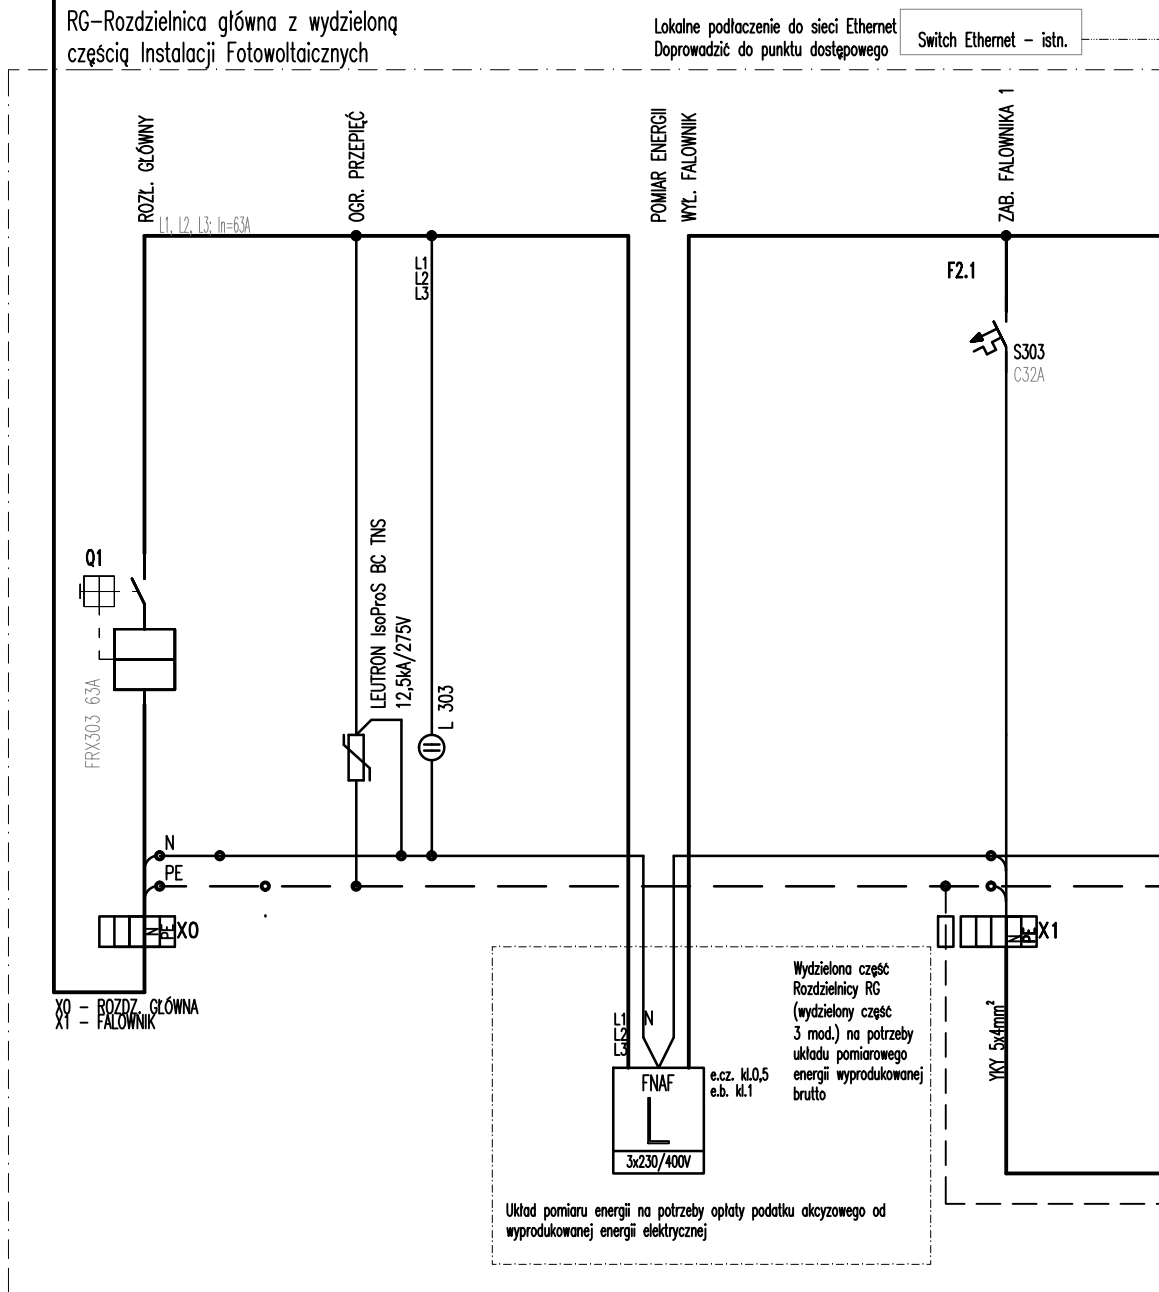 RG-Rozdzielnica główna z wydzieloną
częścią Instalacji Fotowoltaicznych
Lokalne podłaczenie do sieci Ethernet
Doprowadzić do punktu dostępowego
Switch Ethernet - istn.
ROZŁ. GŁÓWNY
OGR. PRZEPIĘĆ
POMIAR ENERGII
WYŁ. FALOWNIK
ZAB. FALOWNIKA 1
L1, L2, L3; In=63A
L1
L2
L3
F2.1
S303
C32A
Q1
FRX303 63A
LEUTRON IsoProS BC TNS
12,5kA/275V
L 303
N
PE
N
PE
X0
N
PE
X1
X0 - ROZDZ. GŁÓWNA
X1 - FALOWNIK
L1
L2
L3
N
FNAF
L
3x230/400V
e.cz. kl.0,5
e.b. kl.1
Wydzielona część
Rozdzielnicy RG
(wydzielony część
3 mod.) na potrzeby
układu pomiarowego
energii wyprodukowanej
brutto
YKY 5x4mm²
Układ pomiaru energii na potrzeby opłaty podatku akcyzowego od
wyprodukowanej energii elektrycznej